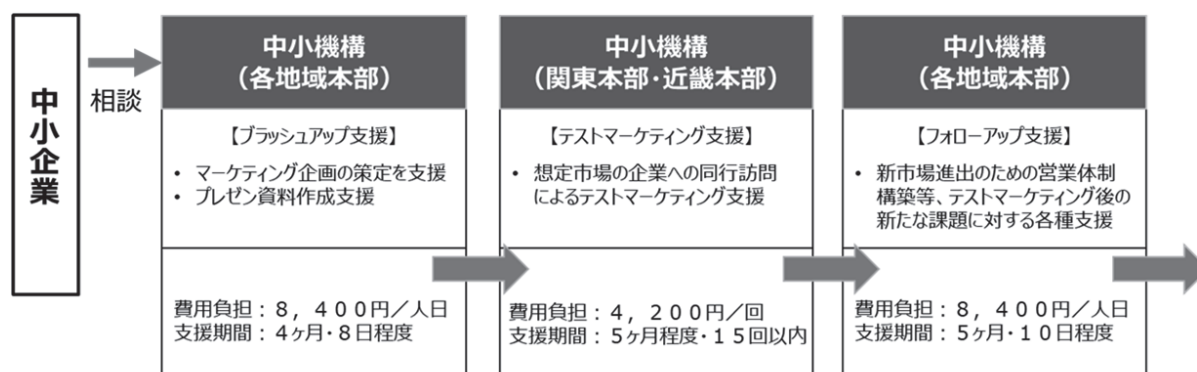 中小企業
相談
中小機構
（各地域本部）
【ブラッシュアップ支援】
• マーケティング企画の策定を支援
• プレゼン資料作成支援
費用負担：８，４００円／人日
支援期間：４ヶ月・８日程度
中小機構
（関東本部・近畿本部）
【テストマーケティング支援】
• 想定市場の企業への同行訪問
によるテストマーケティング支援
費用負担：４，２００円／回
支援期間：５ヶ月程度・１５回以内
中小機構
（各地域本部）
【フォローアップ支援】
• 新市場進出のための営業体制
構築等、テストマーケティング後の
新たな課題に対する各種支援
費用負担：８，４００円／人日
支援期間：５ヶ月・１０日程度